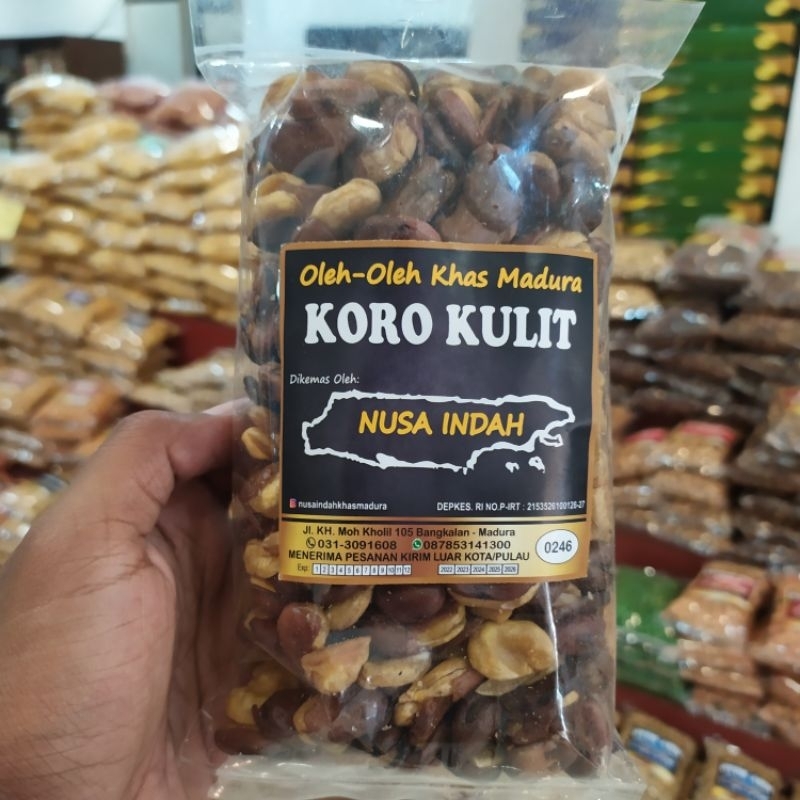 Oleh-Oleh Khas Madura
KORO KULIT
Dikemas Oleh:
NUSA INDAH
nusaindahkhasmadura
DEPKES. RI NO.P-IRT : 2153526100126-27
Jl. KH. Moh Kholil 105 Bangkalan - Madura
031-3091608 087853141300
MENERIMA PESANAN KIRIM LUAR KOTA/PULAU
0246
Exp: 1 2 3 4 5 6 7 8 9 10 11 12 2022 2023 2024 2025 2026